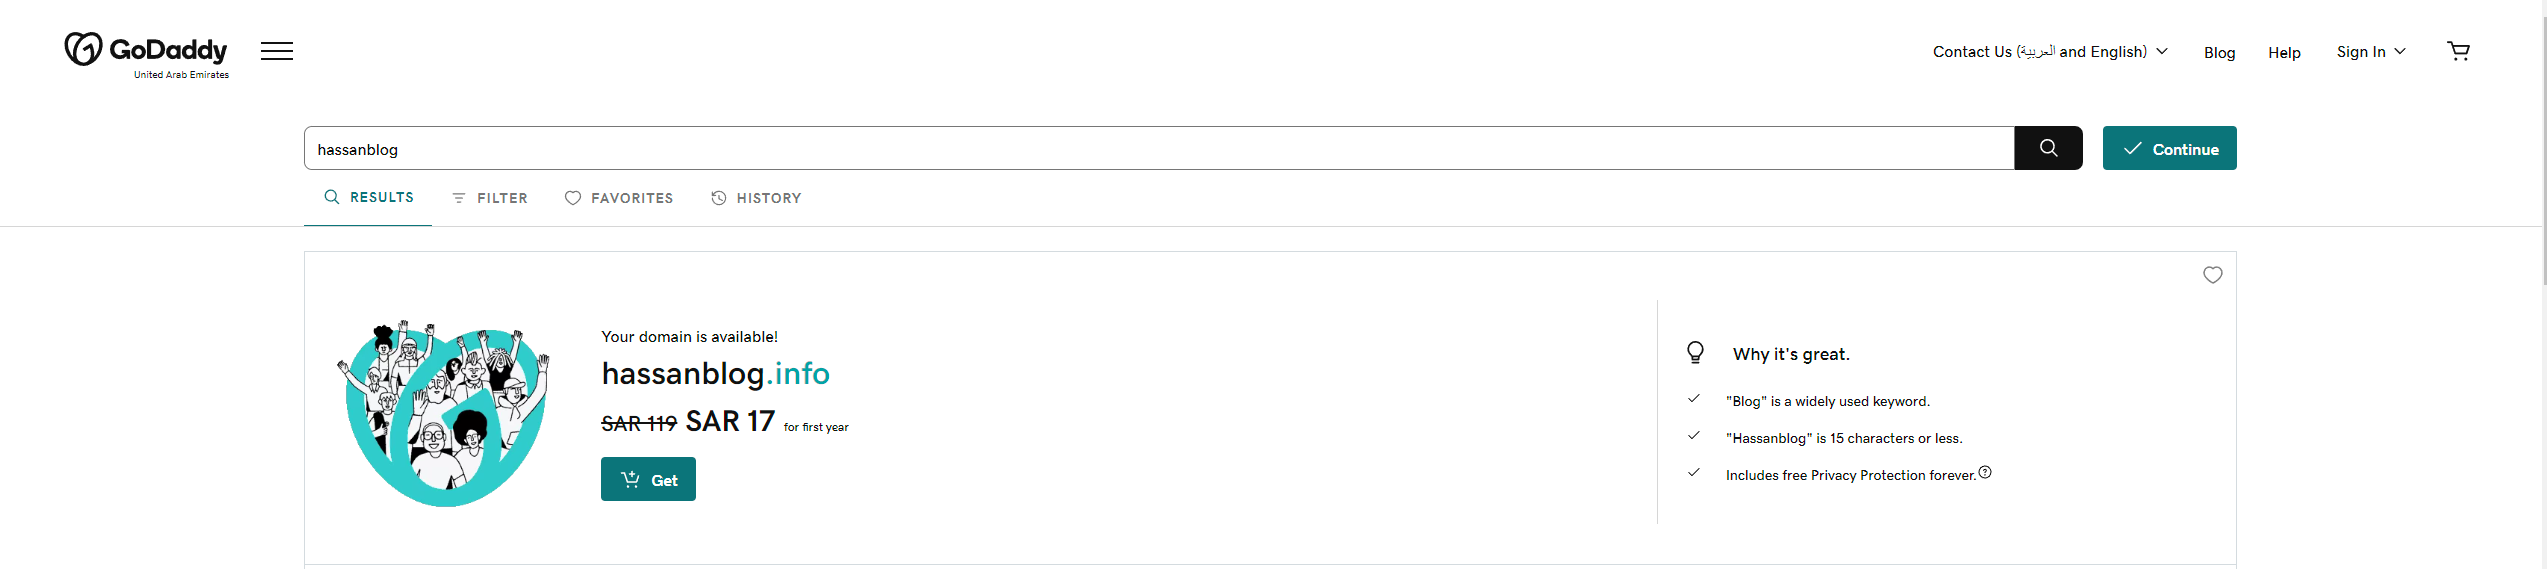 GoDaddy
United Arab Emirates
Contact Us (العربية and English)
Blog
Help
Sign In
hassanblog
Continue
RESULTS
FILTER
FAVORITES
HISTORY
Your domain is available!
hassanblog.info
SAR 119 SAR 17 for first year
Get
Why it's great.
"Blog" is a widely used keyword.
"Hassanblog" is 15 characters or less.
Includes free Privacy Protection forever.